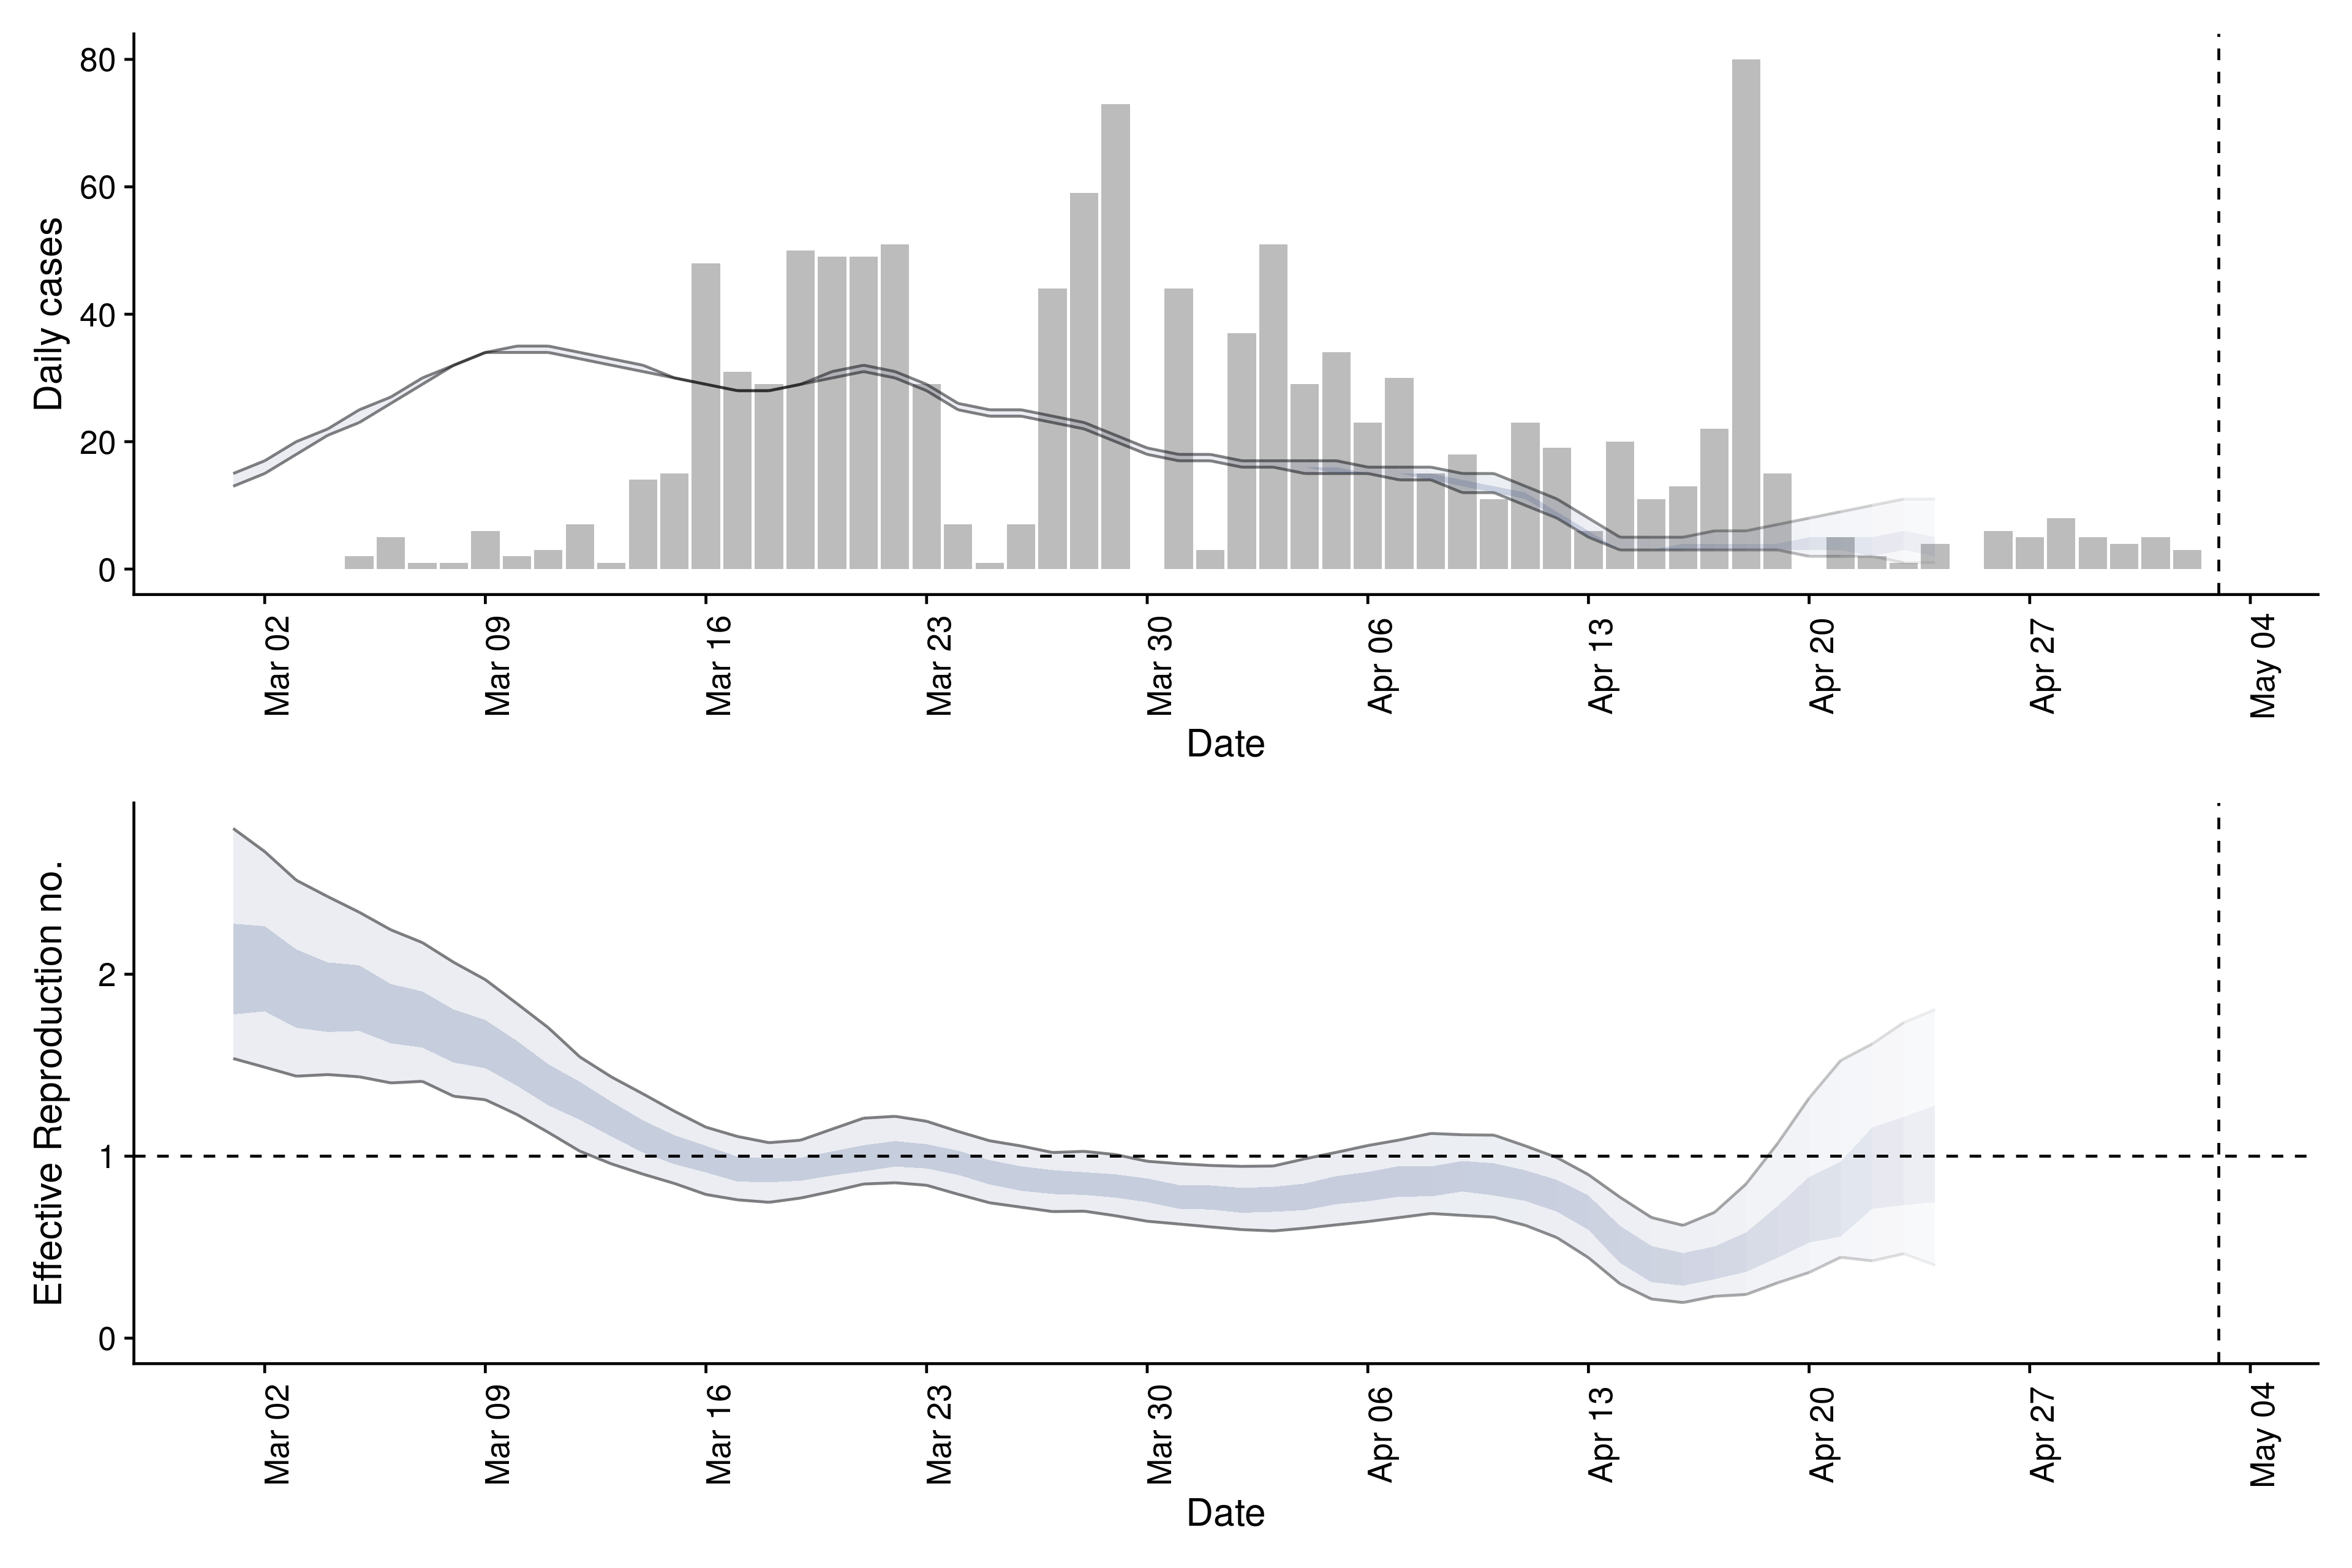 Daily cases
80
60
40
20
0
Mar 02
Mar 09
Mar 16
Mar 23
Mar 30
Apr 06
Apr 13
Apr 20
Apr 27
May 04
Date
Effective Reproduction no.
2
1
0
Mar 02
Mar 09
Mar 16
Mar 23
Mar 30
Apr 06
Apr 13
Apr 20
Apr 27
May 04
Date